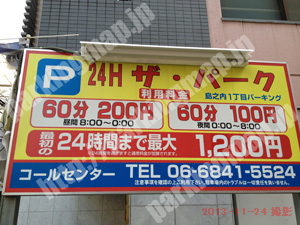 P 24H ザ・パーク
利用料金 島之内1丁目パーキング
60分 200円 60分 100円
昼間 8:00〜0:00 夜間 0:00〜8:00
最初の 24時間まで最大 1,200円
コールセンター TEL 06-6841-5524
2013-11-24 撮影